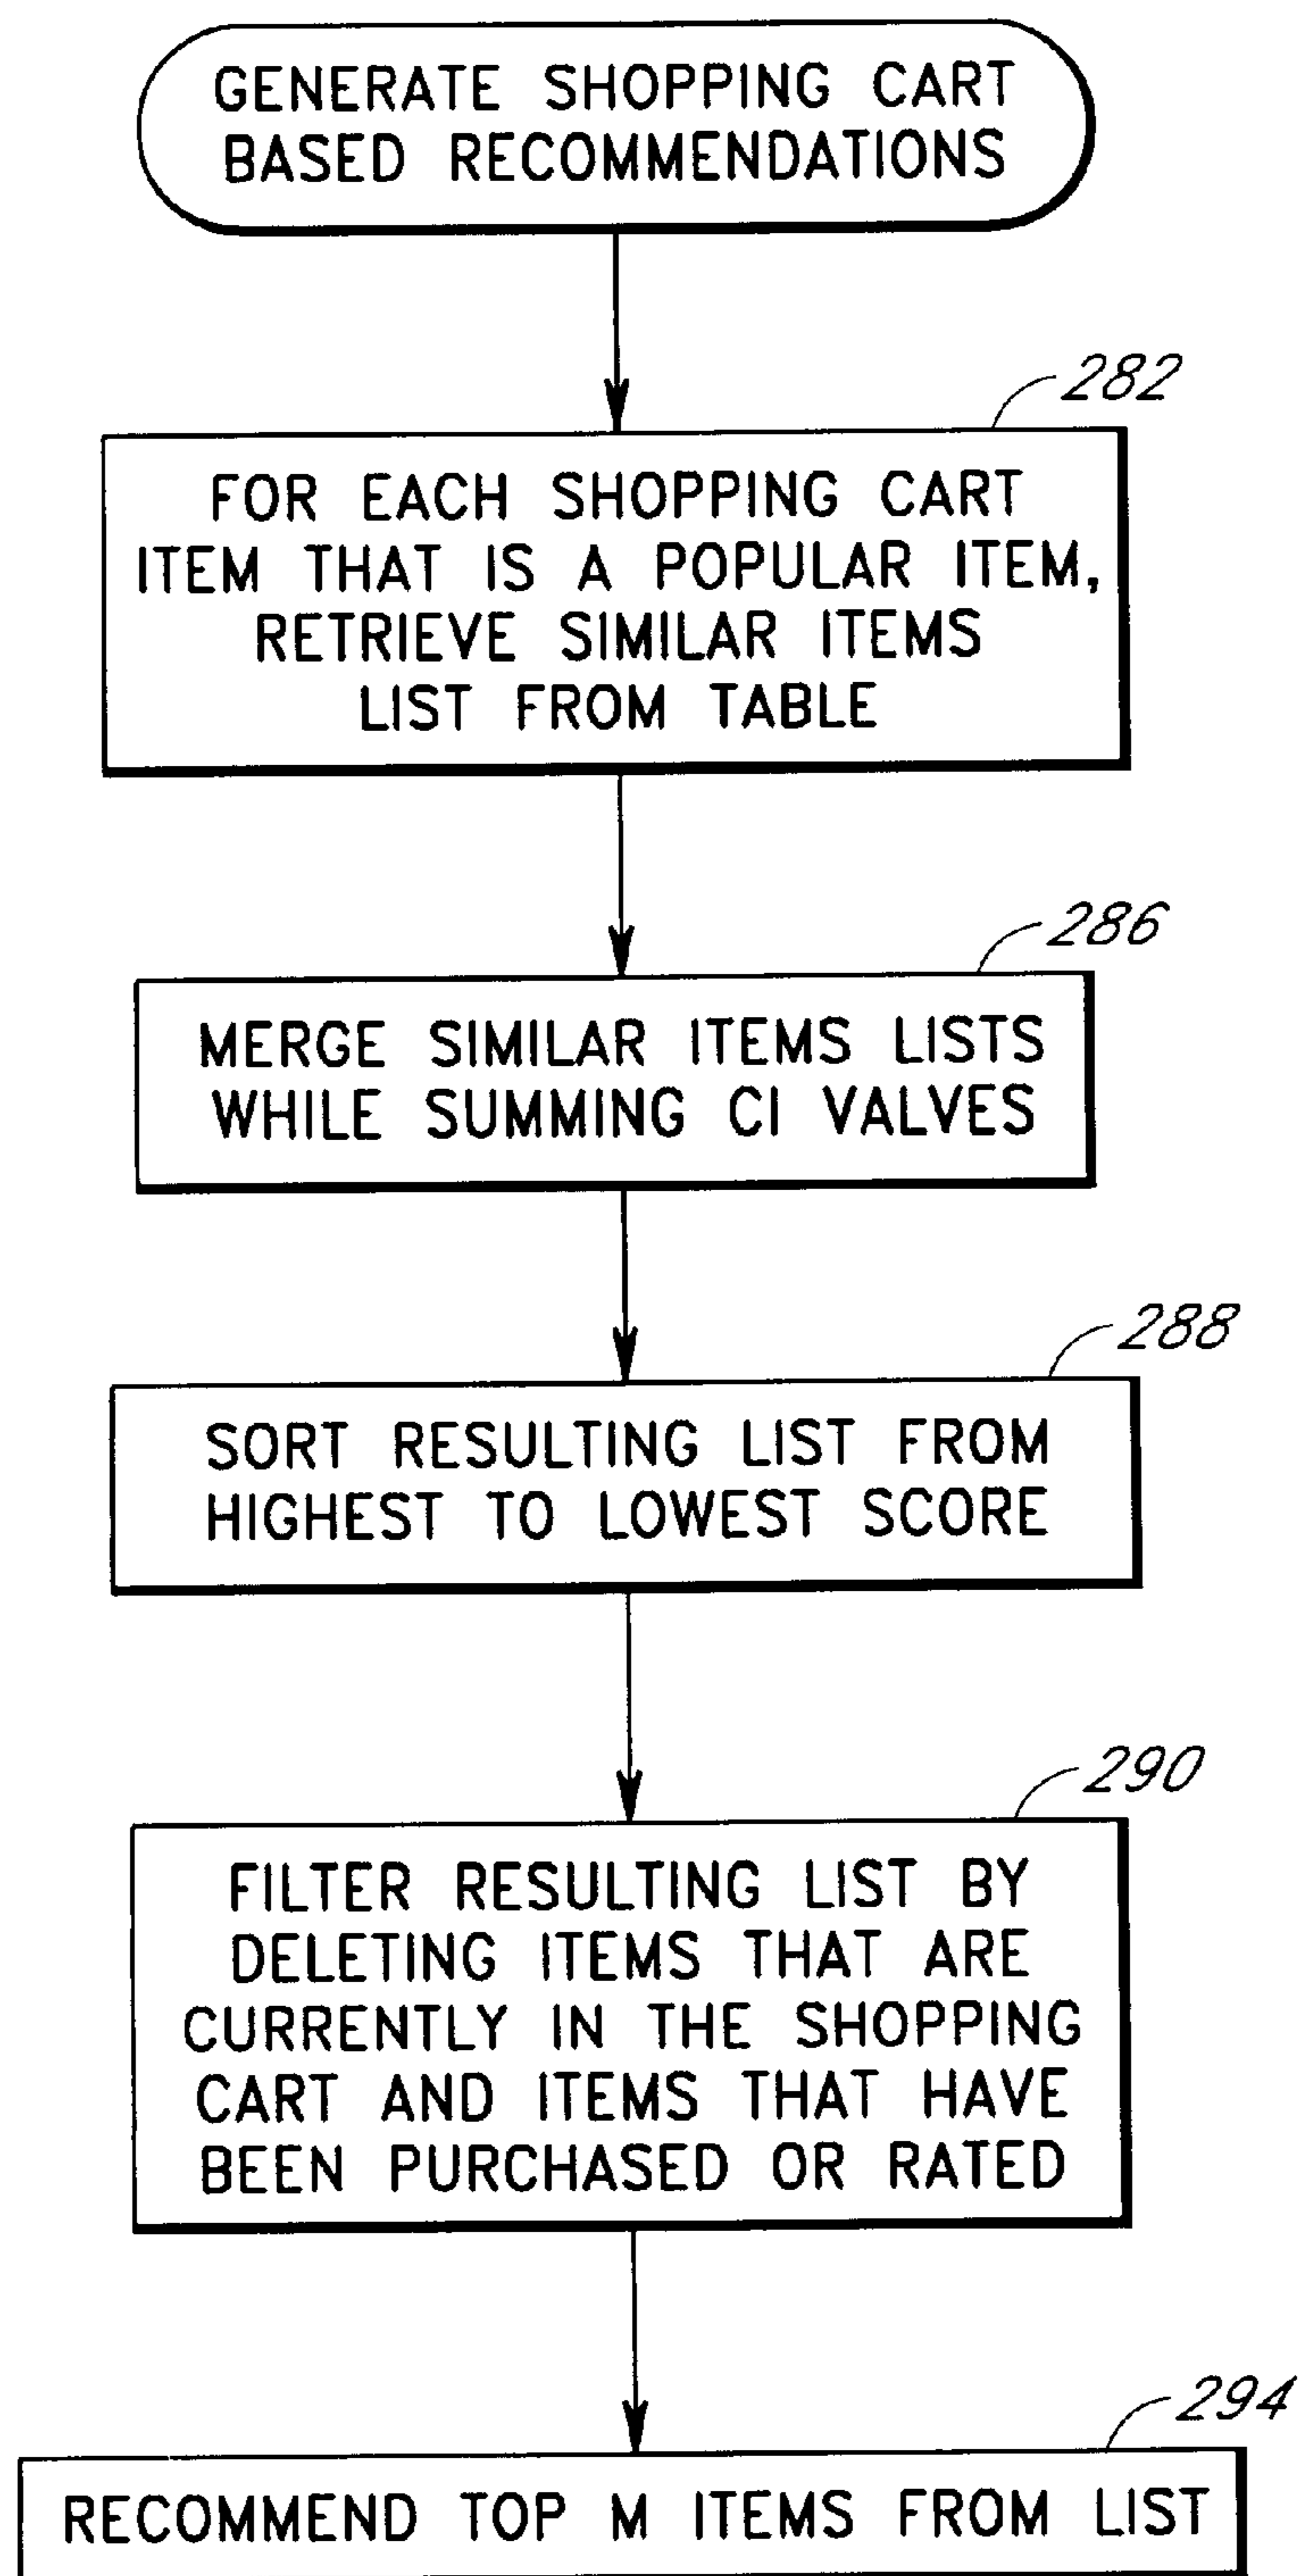 GENERATE SHOPPING CART
BASED RECOMMENDATIONS
282
FOR EACH SHOPPING CART
ITEM THAT IS A POPULAR ITEM,
RETRIEVE SIMILAR ITEMS
LIST FROM TABLE
286
MERGE SIMILAR ITEMS LISTS
WHILE SUMMING CI VALVES
288
SORT RESULTING LIST FROM
HIGHEST TO LOWEST SCORE
290
FILTER RESULTING LIST BY
DELETING ITEMS THAT ARE
CURRENTLY IN THE SHOPPING
CART AND ITEMS THAT HAVE
BEEN PURCHASED OR RATED
294
RECOMMEND TOP M ITEMS FROM LIST